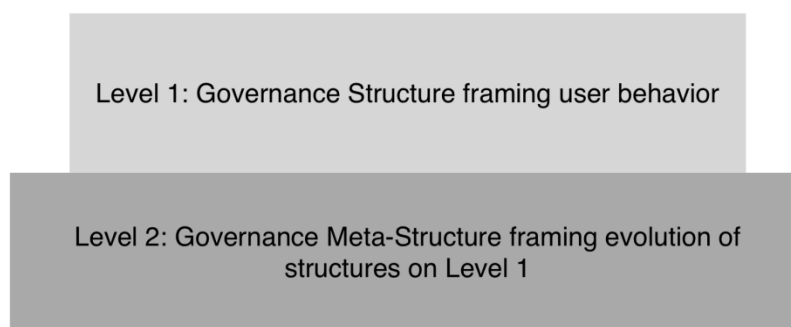 Level 1: Governance Structure framing user behavior
Level 2: Governance Meta-Structure framing evolution of
structures on Level 1